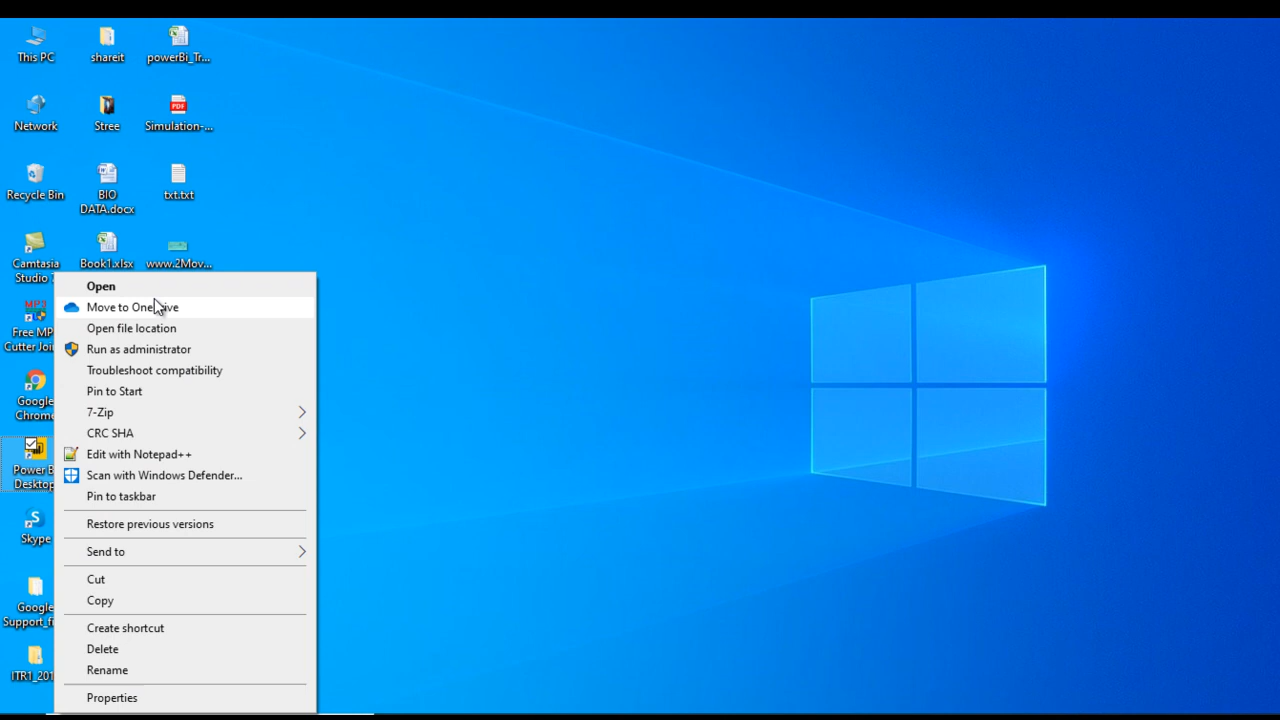 This PC
shareit
powerBi_Tr...
Network
Stree
PDF
Simulation-...
Recycle Bin
BIO
DATA.docx
txt.txt
Camtasia
Studio
Book1.xlsx
www.2Mov...
MP3
Free MP
Cutter Joi
Google
Chrome
Power B
Desktop
Skype
Google
Support_fi
ITR1_201
Open
Move to OneDrive
Open file location
Run as administrator
Troubleshoot compatibility
Pin to Start
7-Zip
CRC SHA
Edit with Notepad++
Scan with Windows Defender...
Pin to taskbar
Restore previous versions
Send to
Cut
Copy
Create shortcut
Delete
Rename
Properties